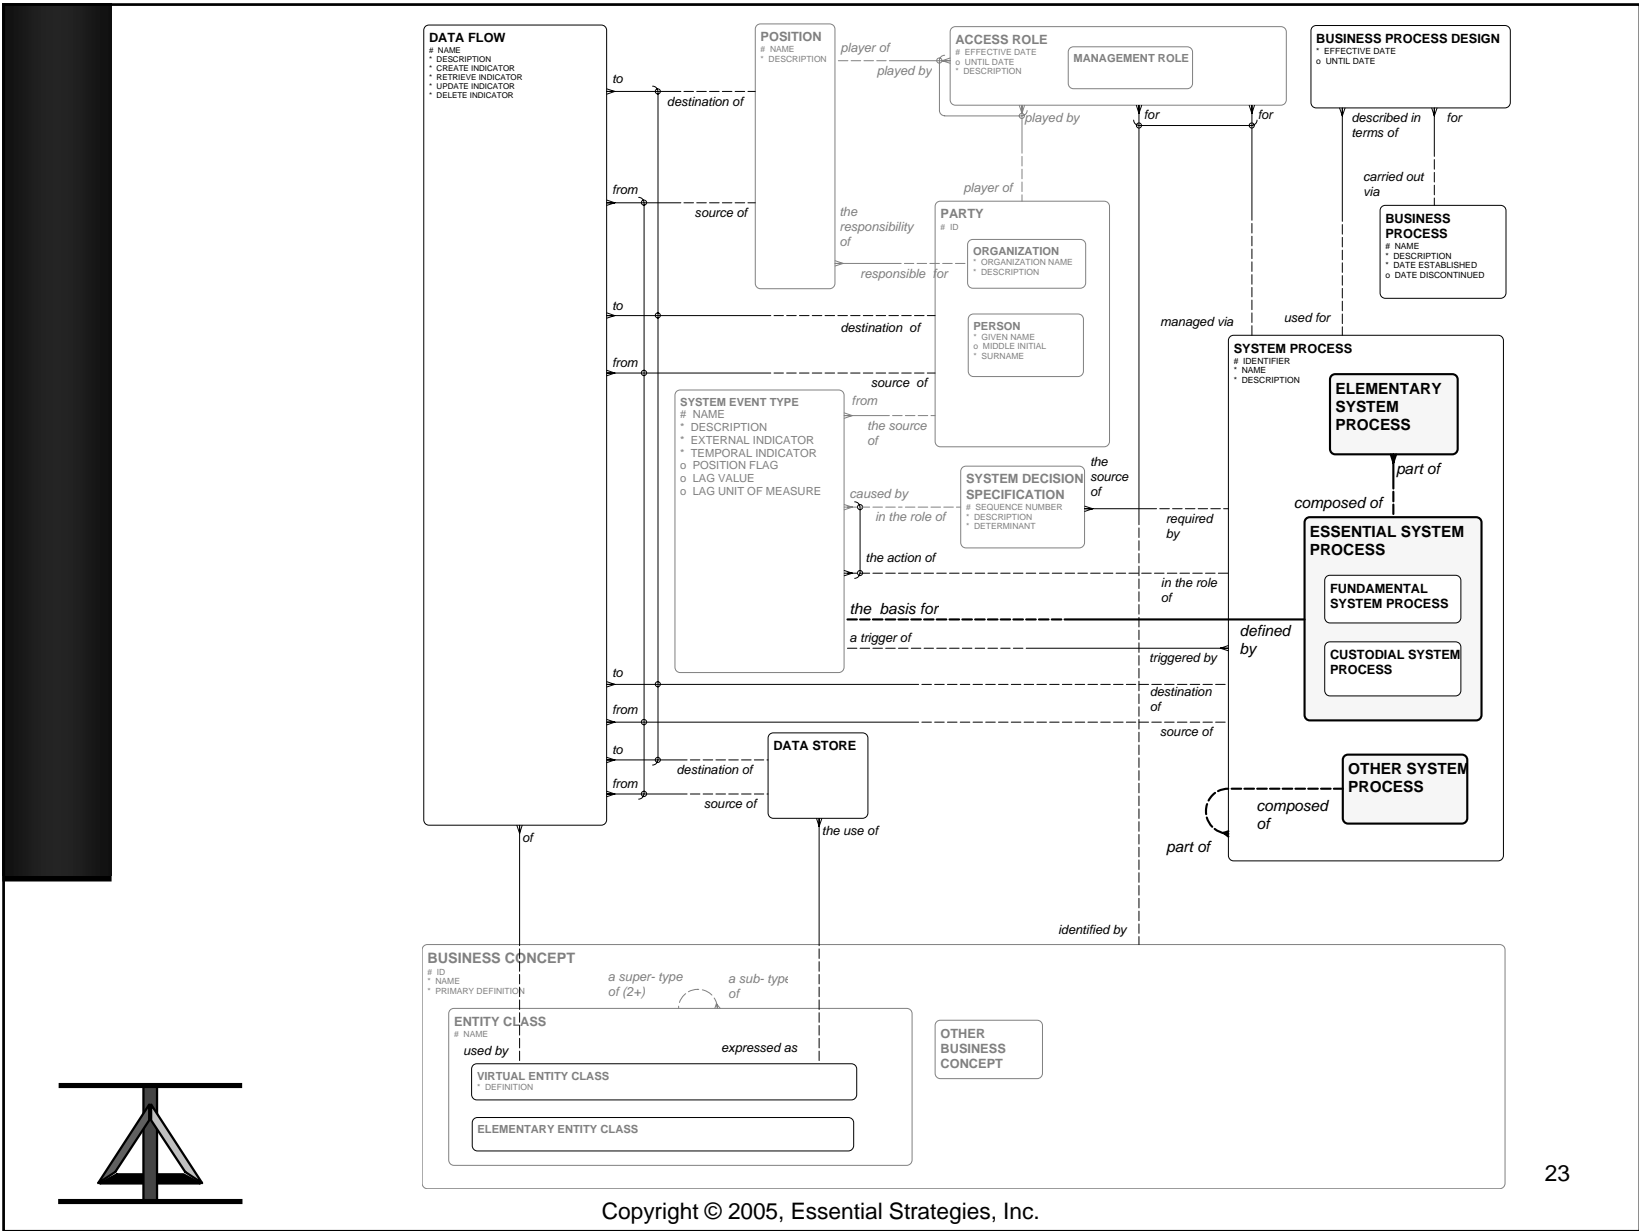 DATA FLOW
# NAME
* DESCRIPTION
* CREATE INDICATOR
* RETRIEVE INDICATOR
* UPDATE INDICATOR
* DELETE INDICATOR
to
destination of
from
source of
to
destination of
from
source of
to
destination
of
from
source of
to
destination of
from
source of
of
POSITION
# NAME
* DESCRIPTION
player of
played by
the
responsibility
of
responsible for
ACCESS ROLE
# EFFECTIVE DATE
o UNTIL DATE
* DESCRIPTION
MANAGEMENT ROLE
played by
player of
for
for
managed via
identified by
BUSINESS PROCESS DESIGN
* EFFECTIVE DATE
o UNTIL DATE
described in
terms of
for
carried out
via
used for
BUSINESS
PROCESS
# NAME
* DESCRIPTION
* DATE ESTABLISHED
o DATE DISCONTINUED
PARTY
# ID
ORGANIZATION
* ORGANIZATION NAME
* DESCRIPTION
PERSON
* GIVEN NAME
o MIDDLE INITIAL
* SURNAME
SYSTEM EVENT TYPE
# NAME
* DESCRIPTION
* EXTERNAL INDICATOR
* TEMPORAL INDICATOR
o POSITION FLAG
o LAG VALUE
o LAG UNIT OF MEASURE
from
the source
of
caused by
in the role of
the action of
in the role
of
the basis for
defined
by
a trigger of
triggered by
SYSTEM DECISION
SPECIFICATION
# SEQUENCE NUMBER
* DESCRIPTION
* DETERMINANT
the
source
of
required
by
SYSTEM PROCESS
# IDENTIFIER
* NAME
* DESCRIPTION
ELEMENTARY
SYSTEM
PROCESS
part of
composed of
ESSENTIAL SYSTEM
PROCESS
FUNDAMENTAL
SYSTEM PROCESS
CUSTODIAL SYSTEM
PROCESS
OTHER SYSTEM
PROCESS
composed
of
part of
DATA STORE
the use of
BUSINESS CONCEPT
# ID
* NAME
* PRIMARY DEFINITION
a super- type
of (2+)
a sub- type
of
ENTITY CLASS
# NAME
used by
expressed as
VIRTUAL ENTITY CLASS
* DEFINITION
ELEMENTARY ENTITY CLASS
OTHER
BUSINESS
CONCEPT
23
Copyright © 2005, Essential Strategies, Inc.